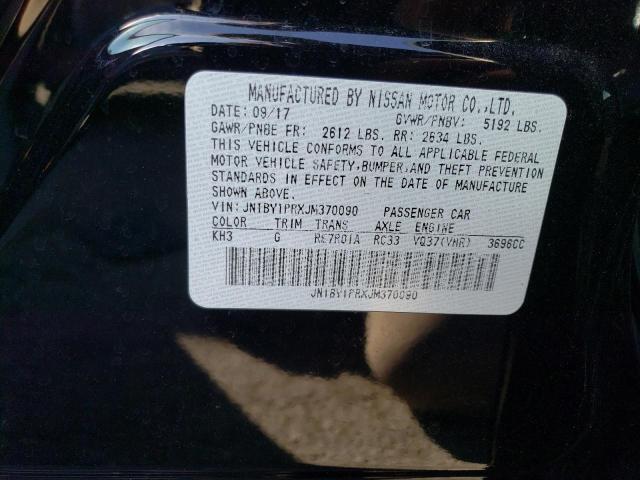 MANUFACTURED BY NISSAN MOTOR CO.,LTD.
DATE: 09/17 GVWR/PNBV: 5192 LBS.
GAWR/PNBE FR: 2612 LBS. RR: 2634 LBS.
THIS VEHICLE CONFORMS TO ALL APPLICABLE FEDERAL
MOTOR VEHICLE SAFETY,BUMPER,AND THEFT PREVENTION
STANDARDS IN EFFECT ON THE DATE OF MANUFACTURE
SHOWN ABOVE.
VIN: JN1BY1PRXJM370090 PASSENGER CAR
COLOR TRIM TRANS AXLE ENGINE
KH3 G RE7R01A RC33 VQ37(VHR) 3696CC
JN1BY1PRXJM370090